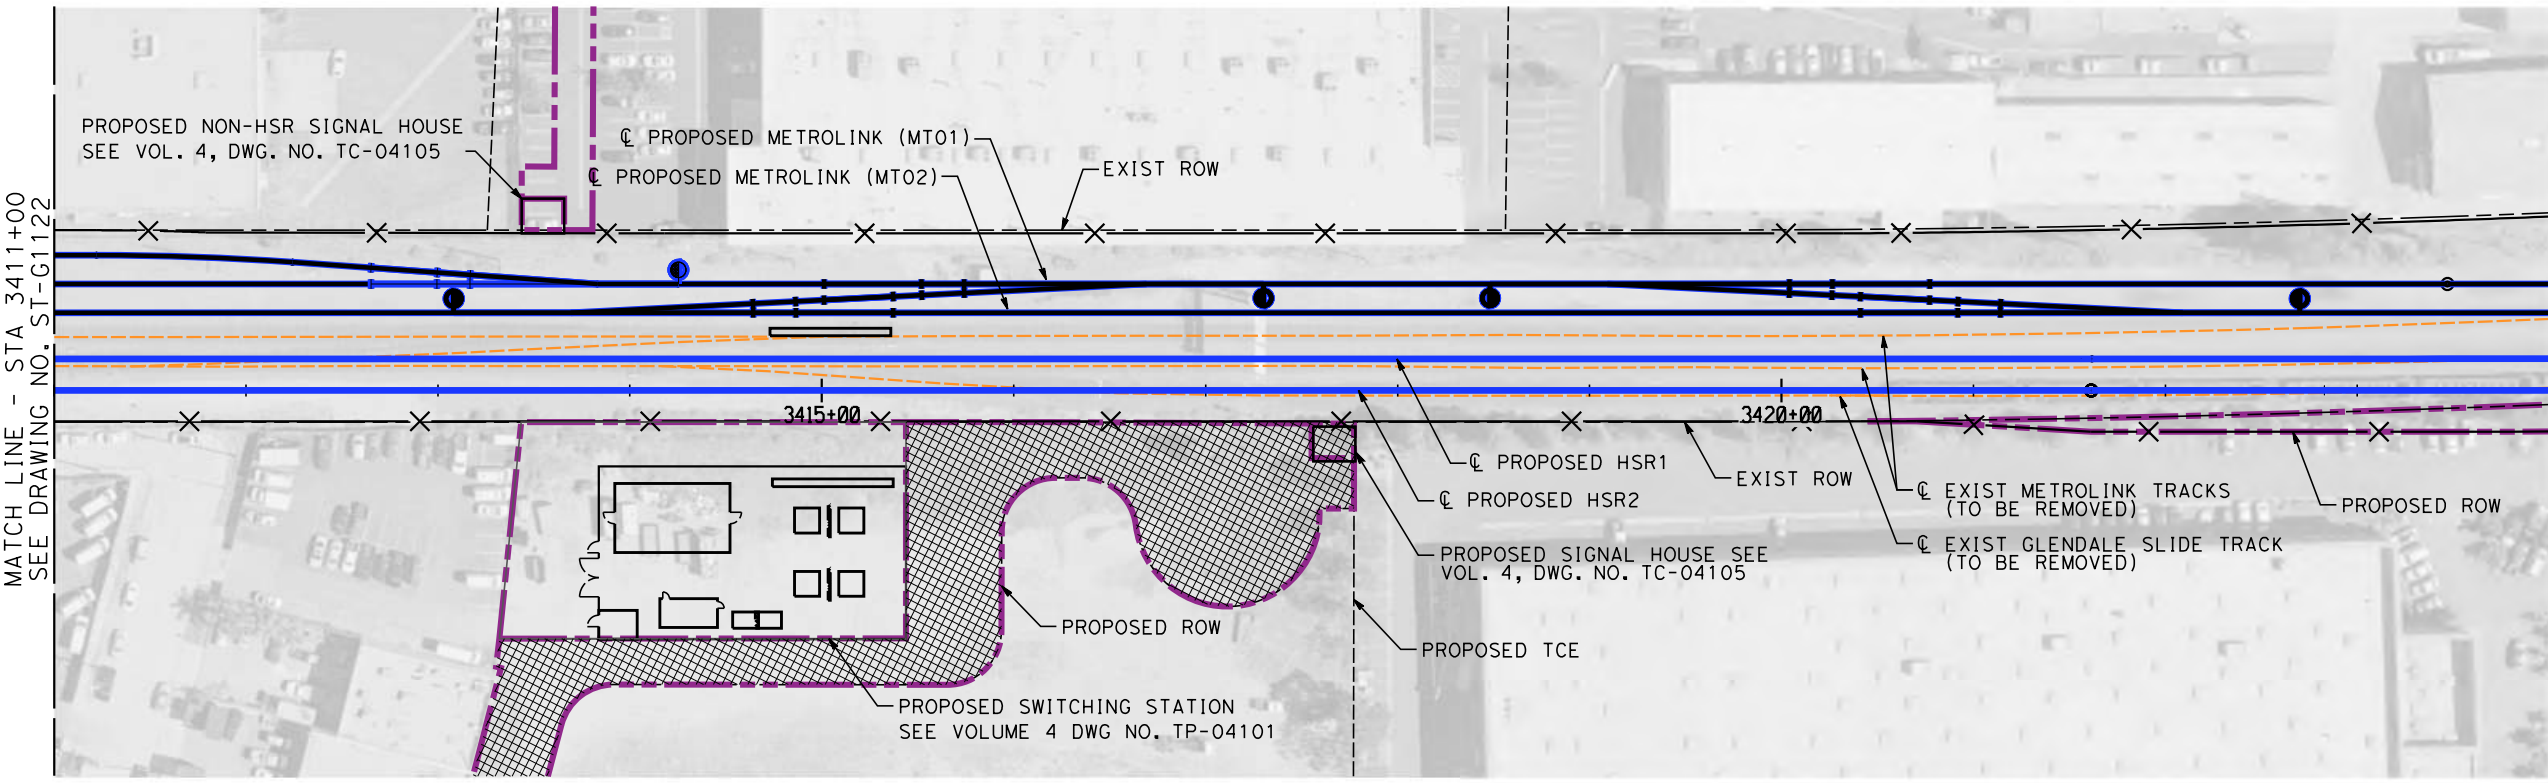 MATCH LINE - STA 3411+00
SEE DRAWING NO. ST-G1122
PROPOSED NON-HSR SIGNAL HOUSE
SEE VOL. 4, DWG. NO. TC-04105
℄ PROPOSED METROLINK (MT01)
℄ PROPOSED METROLINK (MT02)
EXIST ROW
3415+00
3420+00
℄ PROPOSED HSR1
℄ PROPOSED HSR2
EXIST ROW
℄ EXIST METROLINK TRACKS
(TO BE REMOVED)
PROPOSED ROW
℄ EXIST GLENDALE SLIDE TRACK
(TO BE REMOVED)
PROPOSED SIGNAL HOUSE SEE
VOL. 4, DWG. NO. TC-04105
PROPOSED ROW
PROPOSED TCE
PROPOSED SWITCHING STATION
SEE VOLUME 4 DWG NO. TP-04101